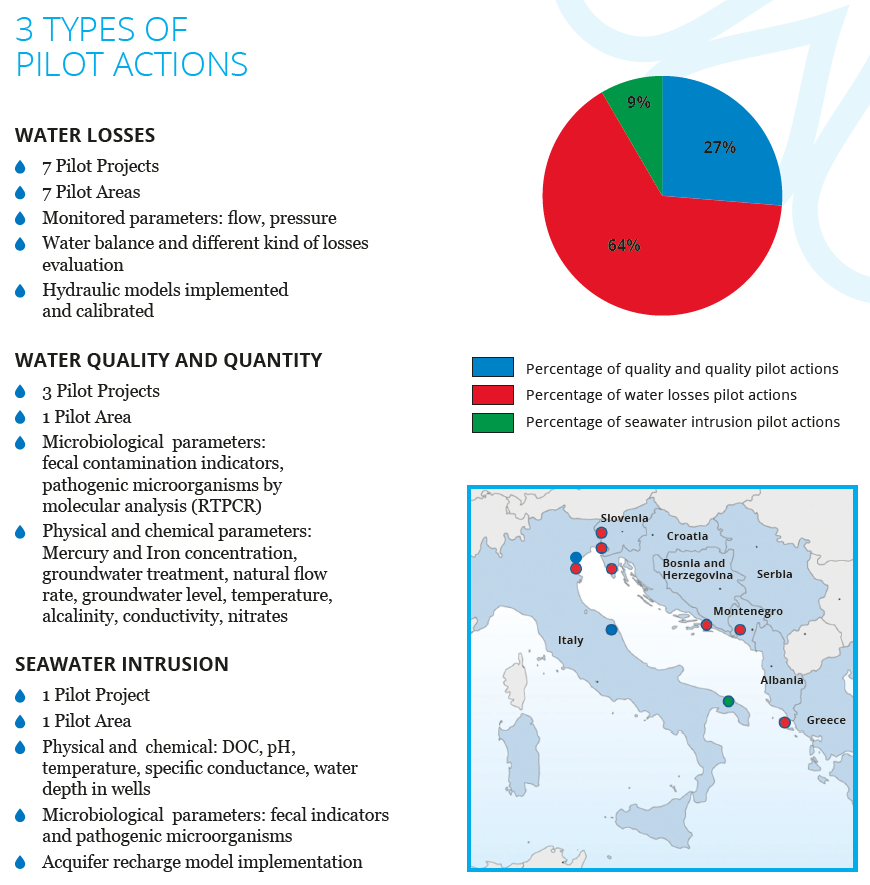 3 TYPES OF
PILOT ACTIONS
WATER LOSSES
7 Pilot Projects
7 Pilot Areas
Monitored parameters: flow, pressure
Water balance and different kind of losses
evaluation
Hydraulic models implemented
and calibrated
WATER QUALITY AND QUANTITY
3 Pilot Projects
1 Pilot Area
Microbiological parameters:
fecal contamination indicators,
pathogenic microorganisms by
molecular analysis (RTPCR)
Physical and chemical parameters:
Mercury and Iron concentration,
groundwater treatment, natural flow
rate, groundwater level, temperature,
alcalinity, conductivity, nitrates
SEAWATER INTRUSION
1 Pilot Project
1 Pilot Area
Physical and chemical: DOC, pH,
temperature, specific conductance, water
depth in wells
Microbiological parameters: fecal indicators
and pathogenic microorganisms
Acquifer recharge model implementation
9%
27%
64%
Percentage of quality and quality pilot actions
Percentage of water losses pilot actions
Percentage of seawater intrusion pilot actions
Slovenia
Croatia
Bosnia and
Herzegovina
Serbia
Montenegro
Italy
Albania
Greece